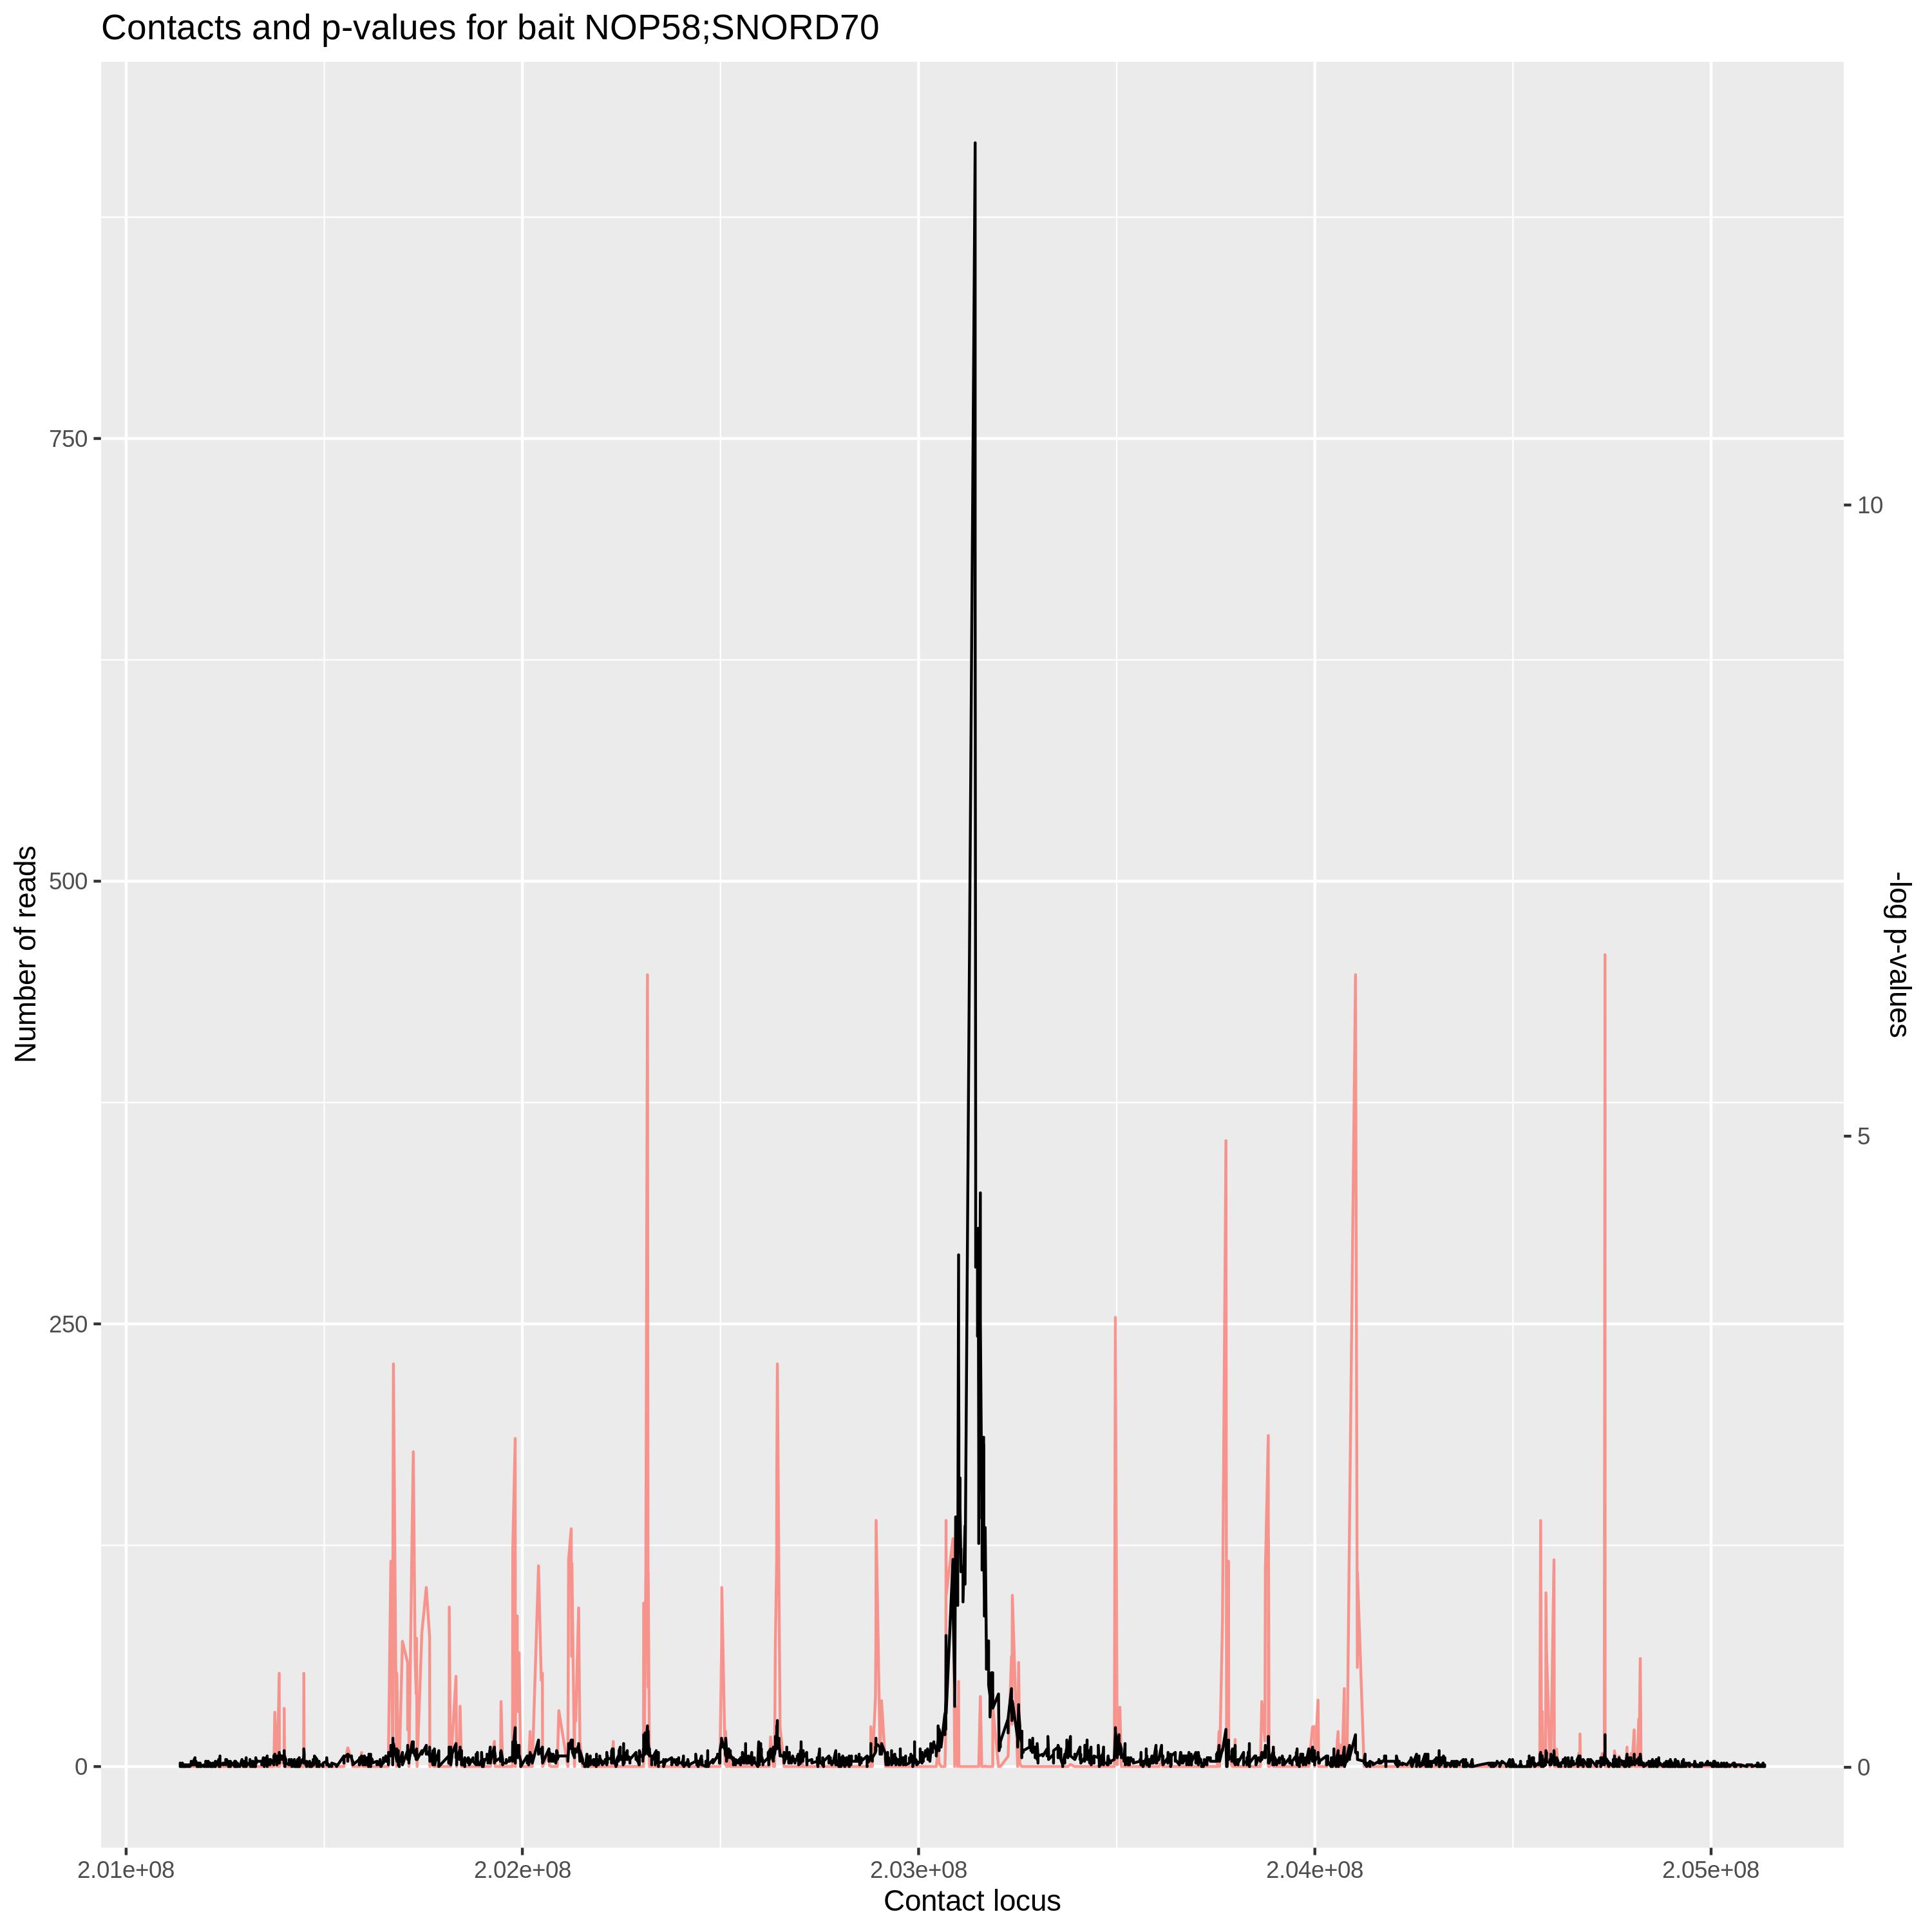 Contacts and p-values for bait NOP58;SNORD70
750
500
250
0
Number of reads
10
5
0
-log p-values
2.01e+08
2.02e+08
2.03e+08
2.04e+08
2.05e+08
Contact locus